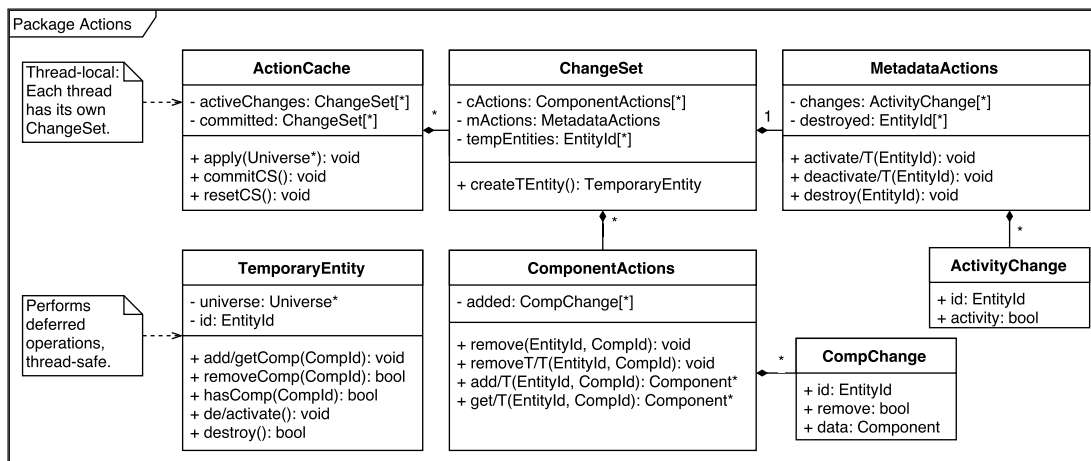 Package Actions
Thread-local:
Each thread
has its own
ChangeSet.
ActionCache
- activeChanges: ChangeSet[*]
- committed: ChangeSet[*]
+ apply(Universe*): void
+ commitCS(): void
+ resetCS(): void
*
ChangeSet
- cActions: ComponentActions[*]
- mActions: MetadataActions
- tempEntities: EntityId[*]
+ createTEntity(): TemporaryEntity
1
MetadataActions
- changes: ActivityChange[*]
- destroyed: EntityId[*]
+ activate/T(EntityId): void
+ deactivate/T(EntityId): void
+ destroy(EntityId): void
*
*
Performs
deferred
operations,
thread-safe.
TemporaryEntity
- universe: Universe*
- id: EntityId
+ add/getComp(CompId): void
+ removeComp(CompId): bool
+ hasComp(CompId): bool
+ de/activate(): void
+ destroy(): bool
ComponentActions
- added: CompChange[*]
+ remove(EntityId, CompId): void
+ removeT/T(EntityId, CompId): void
+ add/T(EntityId, CompId): Component*
+ get/T(EntityId, CompId): Component*
*
ActivityChange
+ id: EntityId
+ activity: bool
CompChange
+ id: EntityId
+ remove: bool
+ data: Component